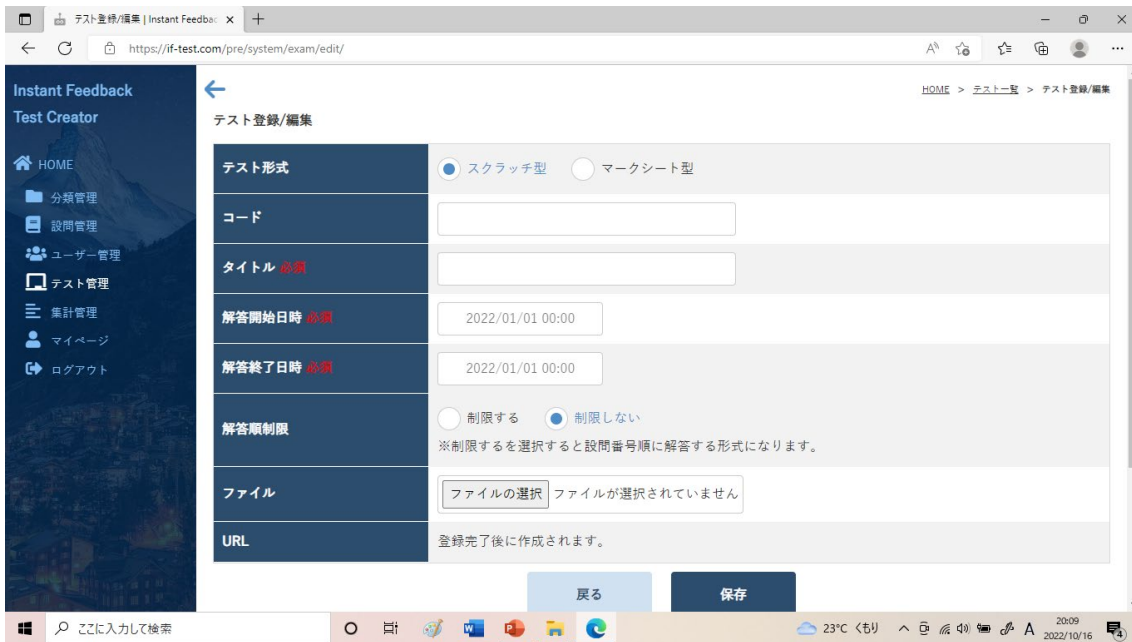 テスト登録/編集 | Instant Feedbac
https://if-test.com/pre/system/exam/edit/
Instant Feedback
Test Creator
HOME
分類管理
設問管理
ユーザー管理
テスト管理
集計管理
マイページ
ログアウト
HOME > テスト一覧 > テスト登録/編集
テスト登録/編集
テスト形式 スクラッチ型 マークシート型
コード
タイトル 必須
解答開始日時 必須 2022/01/01 00:00
解答終了日時 必須 2022/01/01 00:00
解答順制限 制限する 制限しない
※制限するを選択すると設問番号順に解答する形式になります。
ファイル ファイルの選択 ファイルが選択されていません
URL 登録完了後に作成されます。
戻る 保存
ここに入力して検索
23°C くもり A 20:09
2022/10/16